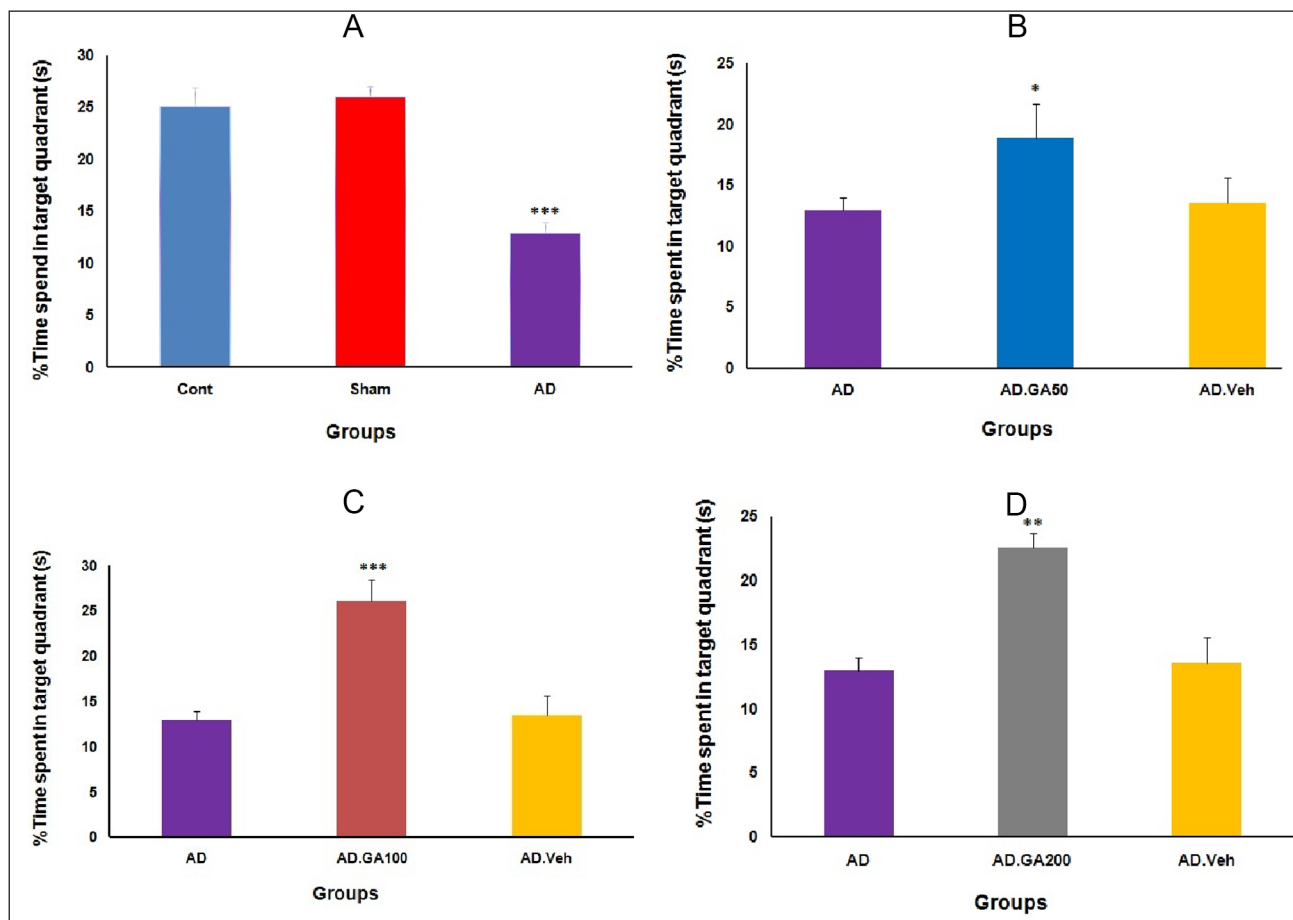 A
%Time spend in target quadrant (s)
30
25
20
15
10
5
0
***
Cont Sham AD
Groups
B
%Time spent in target quadrant (s)
25
20
15
10
5
0
*
AD AD.GA50 AD.Veh
Groups
C
%Time spent in target quadrant (s)
30
25
20
15
10
5
0
***
AD AD.GA100 AD.Veh
Groups
D
%Time spent in target quadrant (s)
25
20
15
10
5
0
**
AD AD.GA200 AD.Veh
Groups